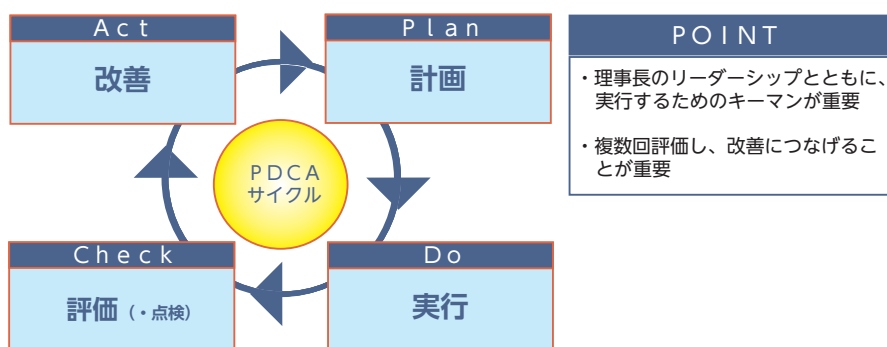 Act
改善
Plan
計画
PDCA
サイクル
Check
評価（・点検）
Do
実行
POINT
・理事長のリーダーシップとともに、
実行するためのキーマンが重要
・複数回評価し、改善につなげるこ
とが重要